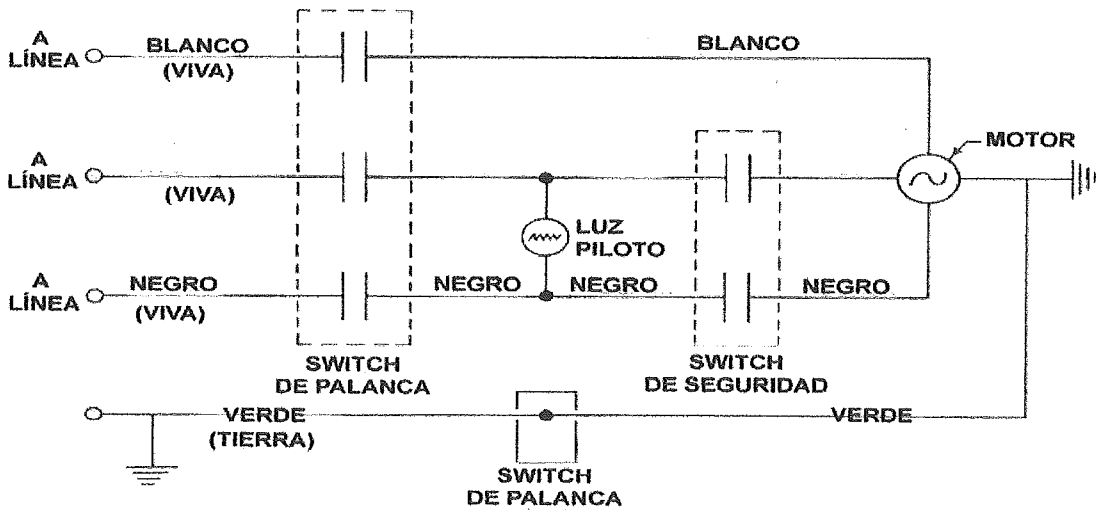 A
LÍNEA
BLANCO
(VIVA)
BLANCO
A
LÍNEA
(VIVA)
MOTOR
LUZ
PILOTO
A
LÍNEA
NEGRO
(VIVA)
NEGRO
NEGRO
NEGRO
SWITCH
DE PALANCA
SWITCH
DE SEGURIDAD
VERDE
(TIERRA)
VERDE
SWITCH
DE PALANCA